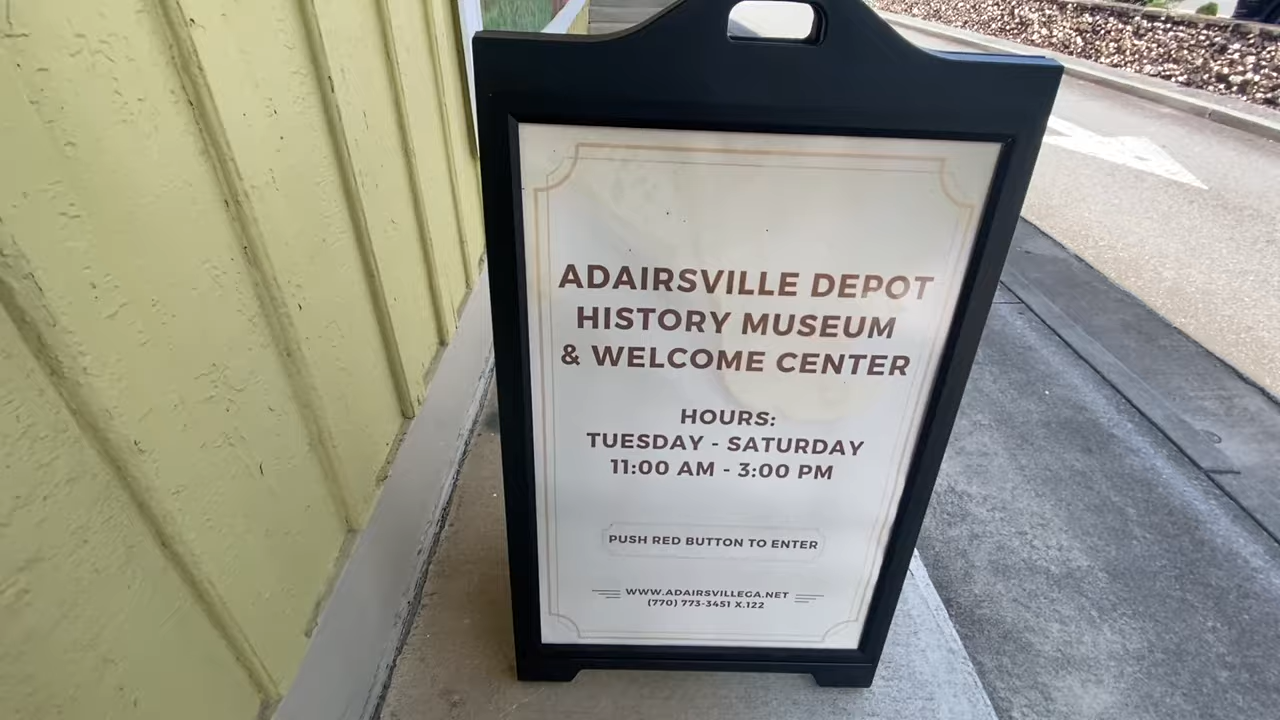 ADAIRSVILLE DEPOT
HISTORY MUSEUM
& WELCOME CENTER
HOURS:
TUESDAY - SATURDAY
11:00 AM - 3:00 PM
PUSH RED BUTTON TO ENTER
WWW.ADAIRSVILLEGA.NET
(770) 773-3451 X.122